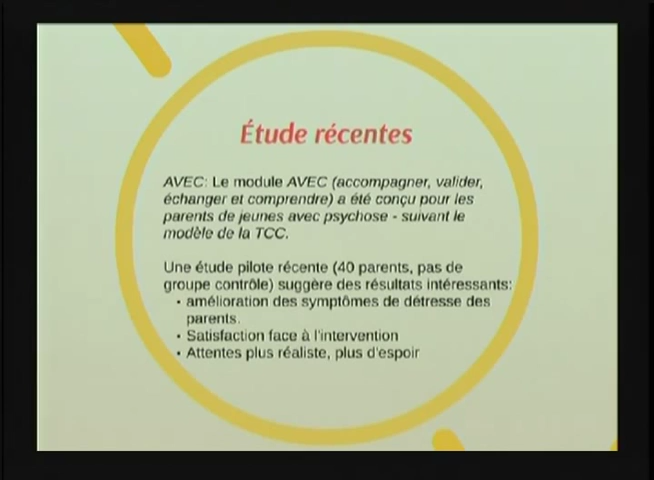 Étude récentes
AVEC: Le module AVEC (accompagner, valider,
échanger et comprendre) a été conçu pour les
parents de jeunes avec psychose - suivant le
modèle de la TCC.
Une étude pilote récente (40 parents, pas de
groupe contrôle) suggère des résultats intéressants:
• amélioration des symptômes de détresse des
parents.
• Satisfaction face à l'intervention
• Attentes plus réaliste, plus d'espoir